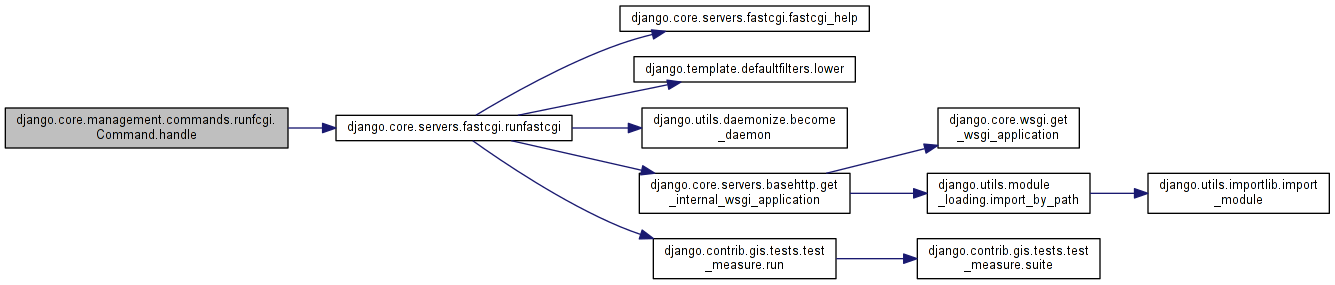 django.core.servers.fastcgi.fastcgi_help
django.template.defaultfilters.lower
django.core.management.commands.runfcgi.
Command.handle
django.core.servers.fastcgi.runfastcgi
django.utils.daemonize.become
_daemon
django.core.wsgi.get
_wsgi_application
django.core.servers.basehttp.get
_internal_wsgi_application
django.utils.module
_loading.import_by_path
django.utils.importlib.import
_module
django.contrib.gis.tests.test
_measure.run
django.contrib.gis.tests.test
_measure.suite